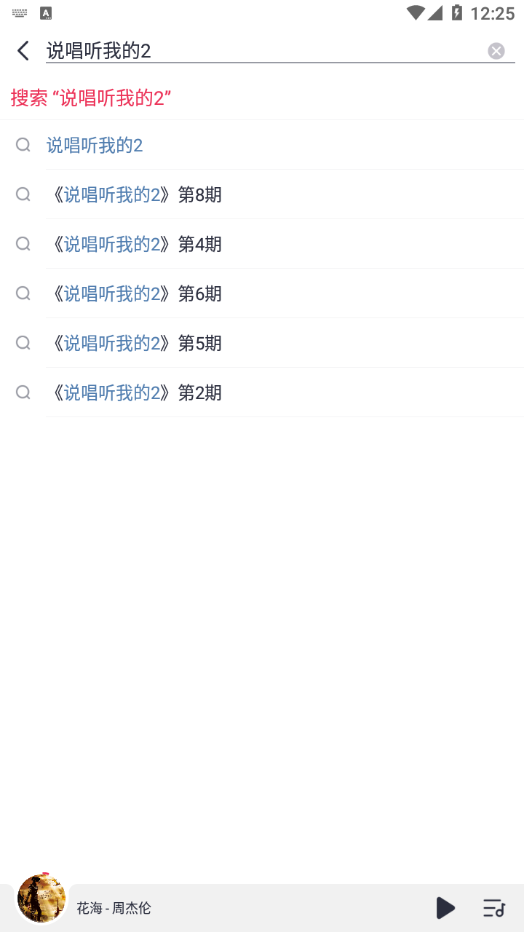 12:25
说唱听我的2
搜索 “说唱听我的2”
说唱听我的2
《说唱听我的2》第8期
《说唱听我的2》第4期
《说唱听我的2》第6期
《说唱听我的2》第5期
《说唱听我的2》第2期
花海 - 周杰伦